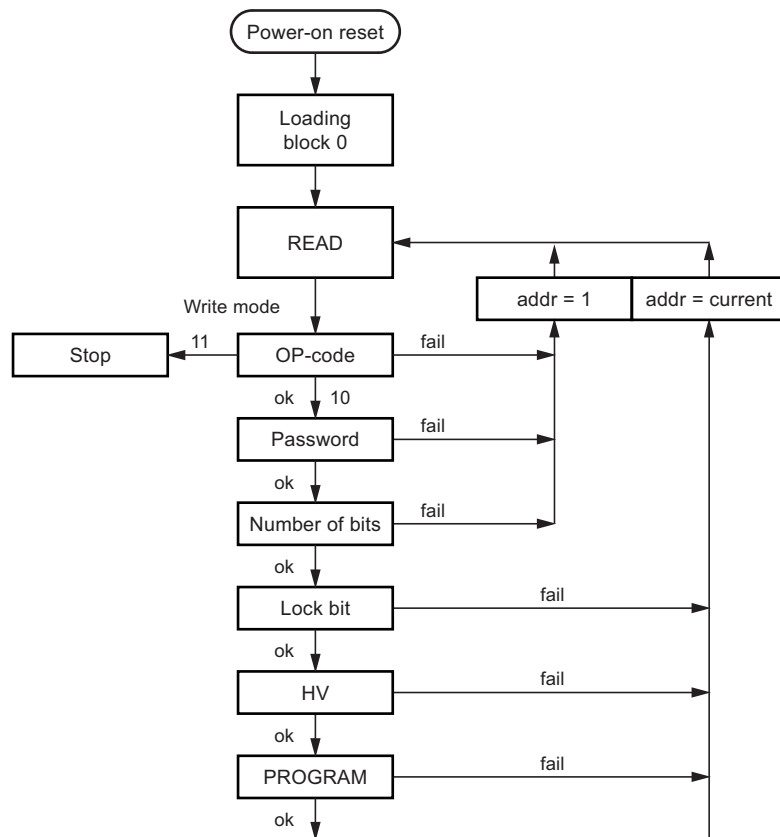 Power-on reset
Loading
block 0
READ
addr = 1
addr = current
Write mode
Stop
11
OP-code
fail
ok
10
Password
fail
ok
Number of bits
fail
ok
Lock bit
fail
ok
HV
fail
ok
PROGRAM
fail
ok